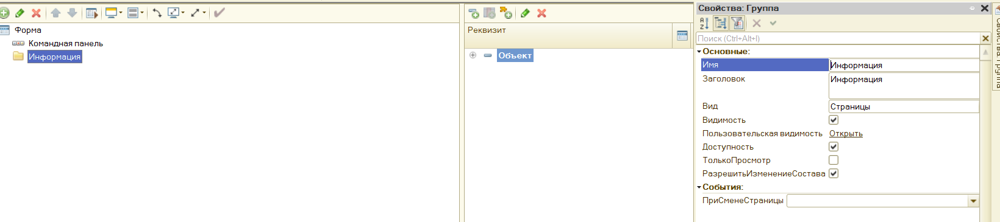 Форма
Командная панель
Информация
Реквизит
Объект
Свойства: Группа
Поиск (Ctrl+Alt+I)
Основные:
Имя Информация
Заголовок Информация
Вид Страницы
Видимость
Пользовательская видимость Открыть
Доступность
ТолькоПросмотр
РазрешитьИзменениеСостава
События:
ПриСменеСтраницы
Свойства: Группа